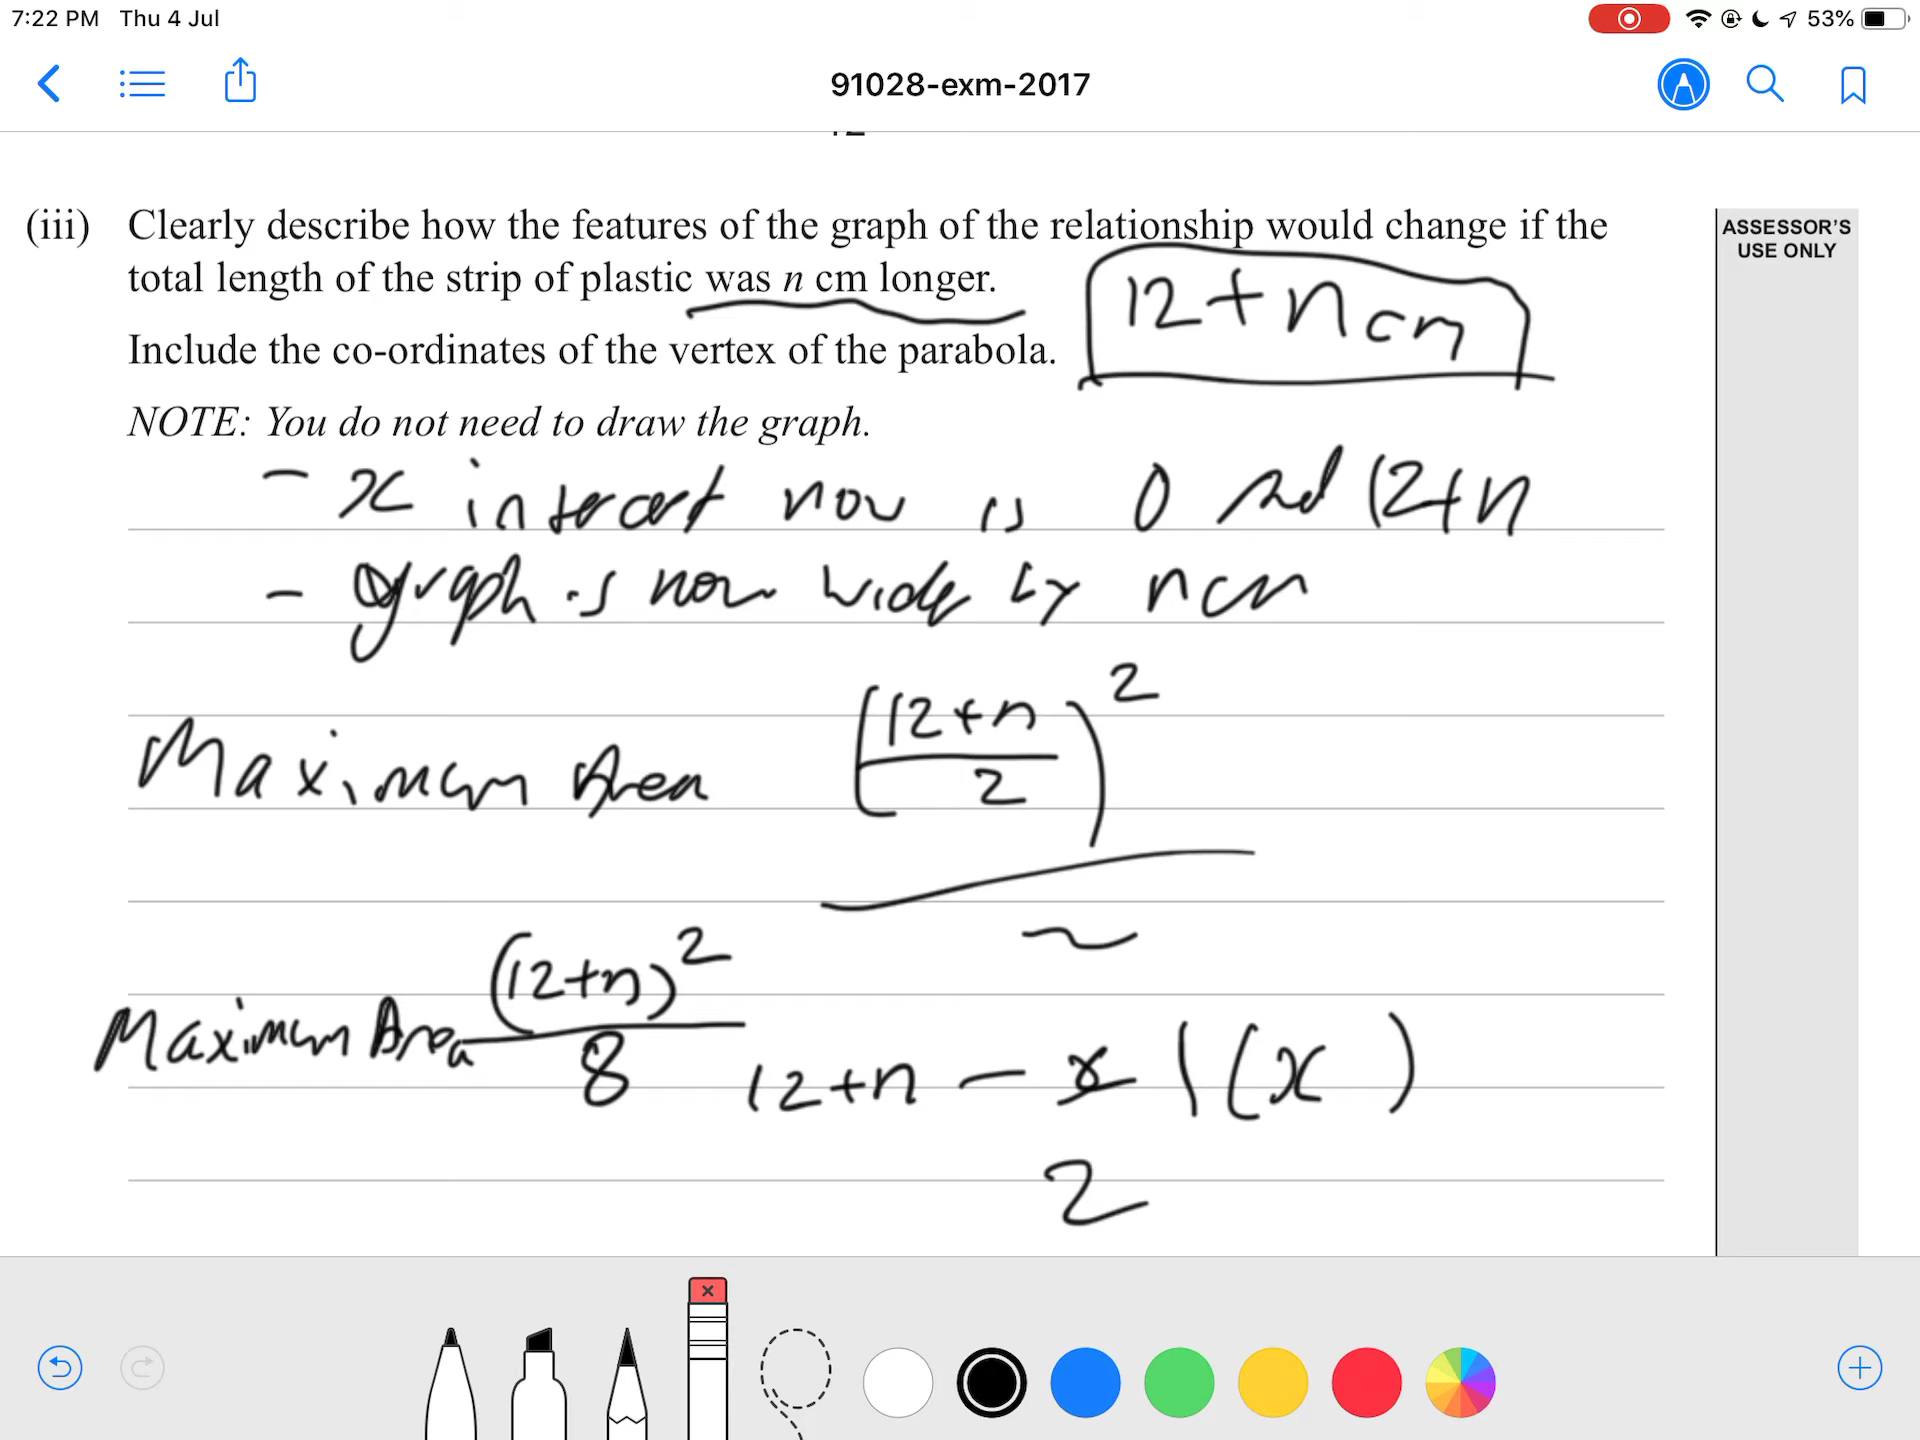 7:22 PM Thu 4 Jul 53%
91028-exm-2017
(iii) Clearly describe how the features of the graph of the relationship would change if the
total length of the strip of plastic was n cm longer.
12+n cm
Include the co-ordinates of the vertex of the parabola.
NOTE: You do not need to draw the graph.
- x intercept now is 0 and 12+n
- graph is now wider by n cm
Maximum Area ((12+n)/2)^2
Maximum Area (12+n)^2/8
12+n - x | (x )
2
ASSESSOR'S
USE ONLY